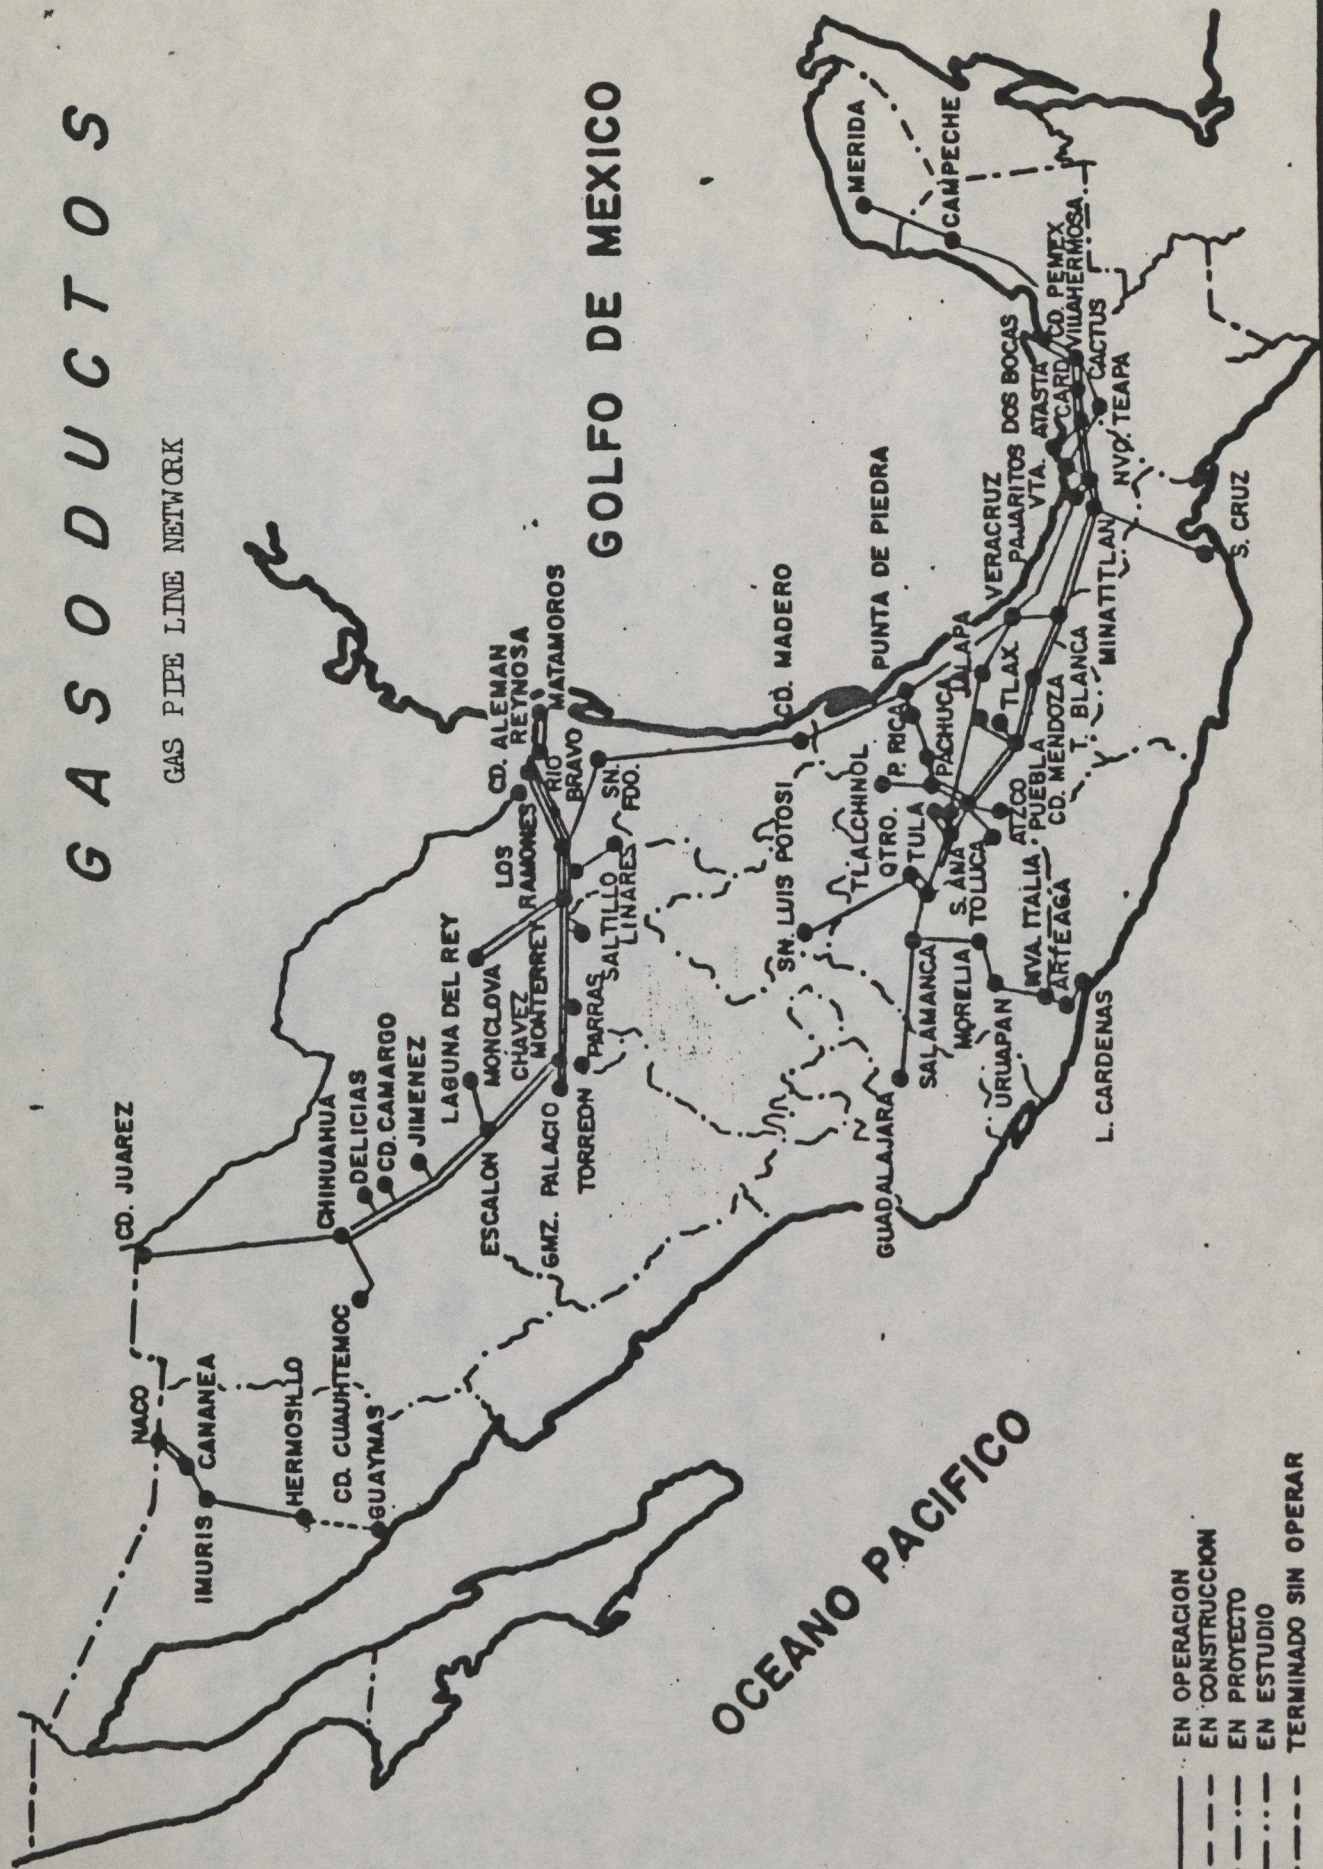 GASODUCTOS
GAS PIPE LINE NETWORK
GOLFO DE MEXICO
OCEANO PACIFICO
NACO
CANANEA
IMURIS
HERMOSILLO
GUAYMAS
CD. JUAREZ
CHIHUAHUA
CD. CUAUHTEMOC
DELICIAS
CD. CAMARGO
JIMENEZ
ESCALON
LAGUNA DEL REY
MONCLOVA
CHAVEZ
MONTERREY
GMZ. PALACIO
TORREON
PARRAS
SALTILLO
LINARES
LOS
RAMONES
CD. ALEMAN
REYNOSA
RIO
BRAVO
MATAMOROS
SN.
FDO.
CD. MADERO
PUNTA DE PIEDRA
SN. LUIS POTOSI
TLALCHINOL
QTRO.
TULA
P. RICA
PACHUCA
JALAPA
TLAX.
VERACRUZ
GUADALAJARA
SALAMANCA
MORELIA
URUAPAN
NVA. ITALIA
ARTEAGA
L. CARDENAS
S. ANA
TOLUCA
ATZCO
PUEBLA
CD. MENDOZA
T. BLANCA
MINATITLAN
PAJARITOS
DOS BOCAS
VTA.
ATASTA
CARD.
CD. PEMEX
VILLAHERMOSA
CACTUS
NVO. TEAPA
S. CRUZ
MERIDA
CAMPECHE
EN OPERACION
EN CONSTRUCCION
EN PROYECTO
EN ESTUDIO
TERMINADO SIN OPERAR